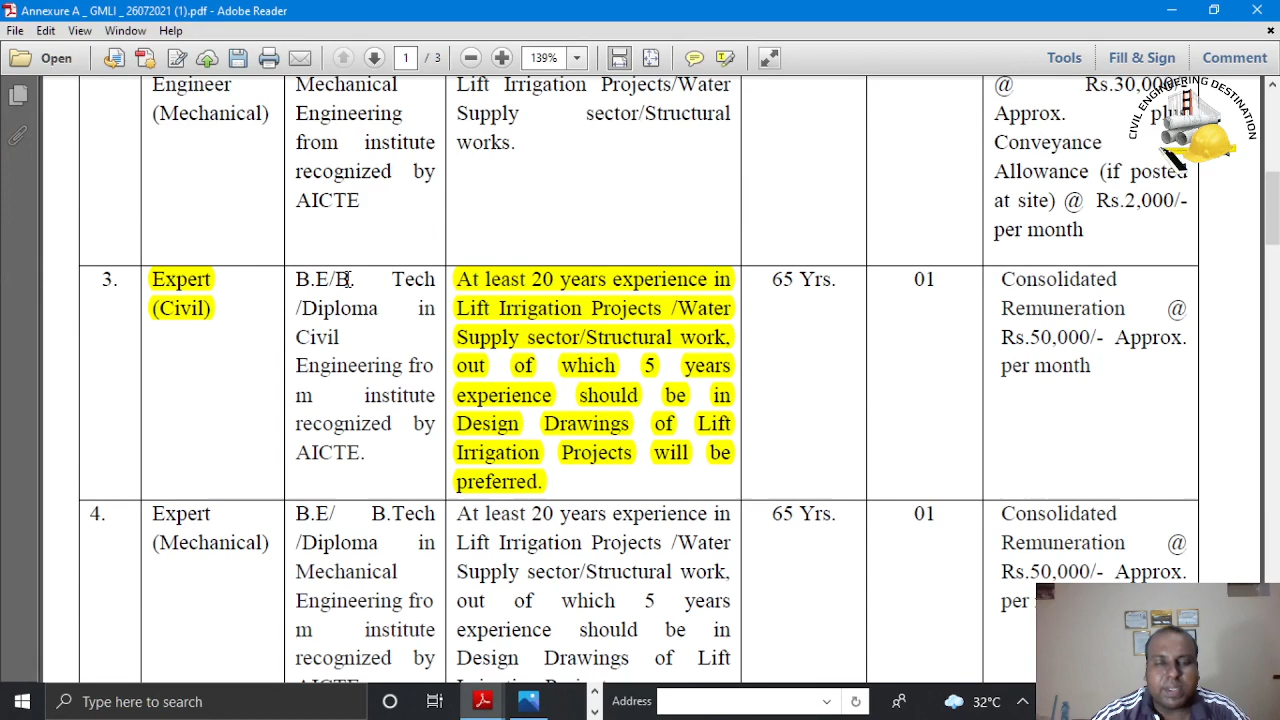 Annexure A _ GMLI _ 26072021 (1).pdf - Adobe Reader
File Edit View Window Help
Open 1 / 3 139% Tools Fill & Sign Comment
Engineer
(Mechanical)
Mechanical
Engineering
from institute
recognized by
AICTE
Lift Irrigation Projects/Water
Supply sector/Structural
works.
@ Rs.30,000
Approx. plus
Conveyance
Allowance (if posted
at site) @ Rs.2,000/-
per month
CIVIL ENGINEERING DESTINATION
3.
Expert
(Civil)
B.E/B. Tech
/Diploma in
Civil
Engineering fro
m institute
recognized by
AICTE.
At least 20 years experience in
Lift Irrigation Projects /Water
Supply sector/Structural work,
out of which 5 years
experience should be in
Design Drawings of Lift
Irrigation Projects will be
preferred.
65 Yrs.
01
Consolidated
Remuneration @
Rs.50,000/- Approx.
per month
4.
Expert
(Mechanical)
B.E/ B.Tech
/Diploma in
Mechanical
Engineering fro
m institute
recognized by
At least 20 years experience in
Lift Irrigation Projects /Water
Supply sector/Structural work,
out of which 5 years
experience should be in
Design Drawings of Lift
65 Yrs.
01
Consolidated
Remuneration @
Rs.50,000/- Approx.
Type here to search
Address
32°C